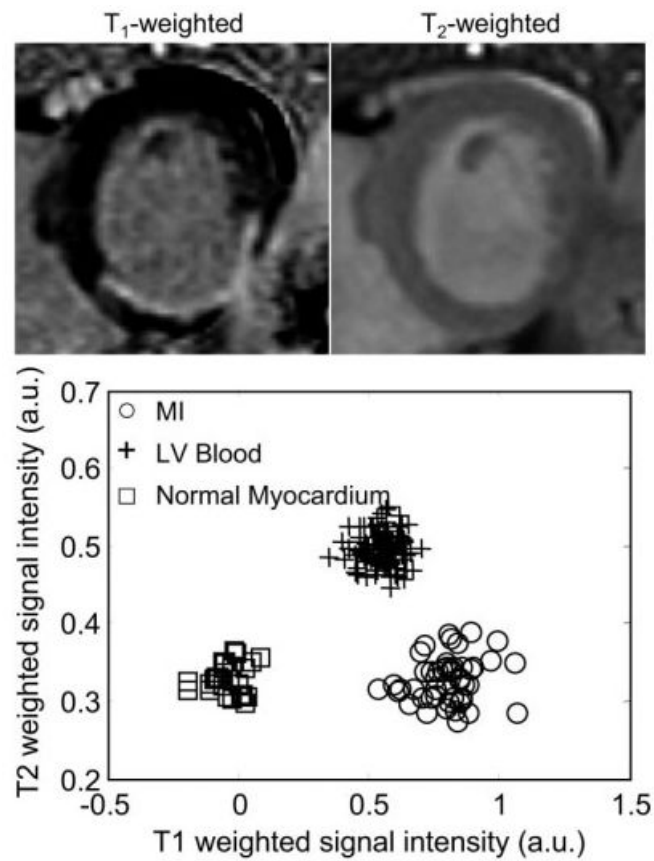 T₁-weighted T₂-weighted
0.7
0.6
0.5
0.4
0.3
0.2
T2 weighted signal intensity (a.u.)
MI
LV Blood
Normal Myocardium
-0.5 0 0.5 1 1.5
T1 weighted signal intensity (a.u.)